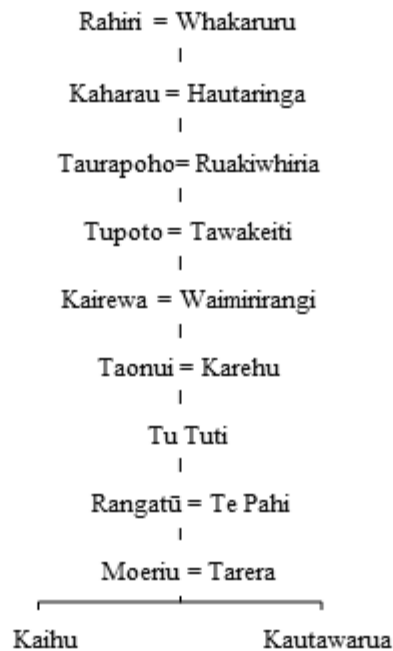 Rahiri = Whakaruru
Kaharau = Hautaringa
Taurapoho= Ruakiwhiria
Tupoto = Tawakeiti
Kairewa = Waimirirangi
Taonui = Karehu
Tu Tuti
Rangatū = Te Pahi
Moeriu = Tarera
Kaihu Kautawarua